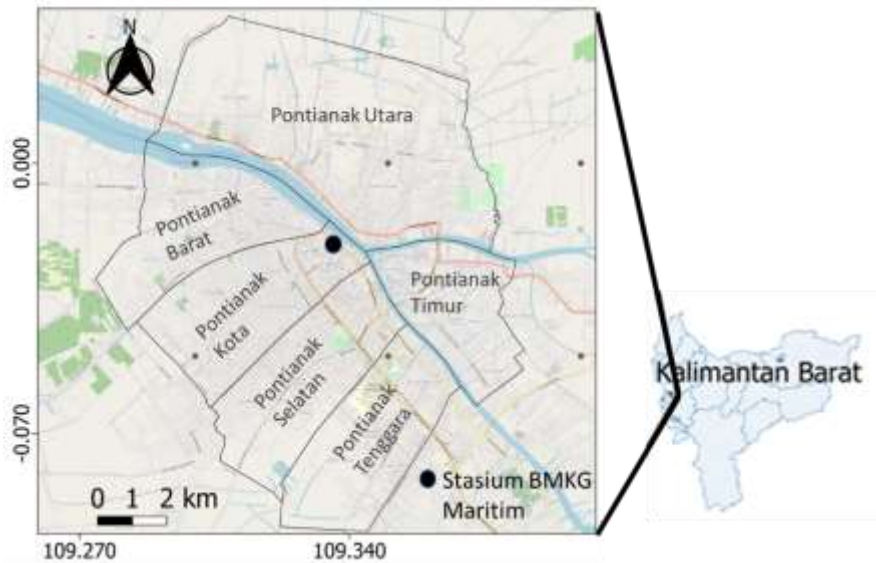 N
Pontianak Utara
0.000
Pontianak
Barat
Pontianak
Timur
Pontianak
Kota
Pontianak
Selatan
Pontianak
Tenggara
-0.070
Kalimantan Barat
Stasium BMKG
Maritim
0 1 2 km
109.270
109.340